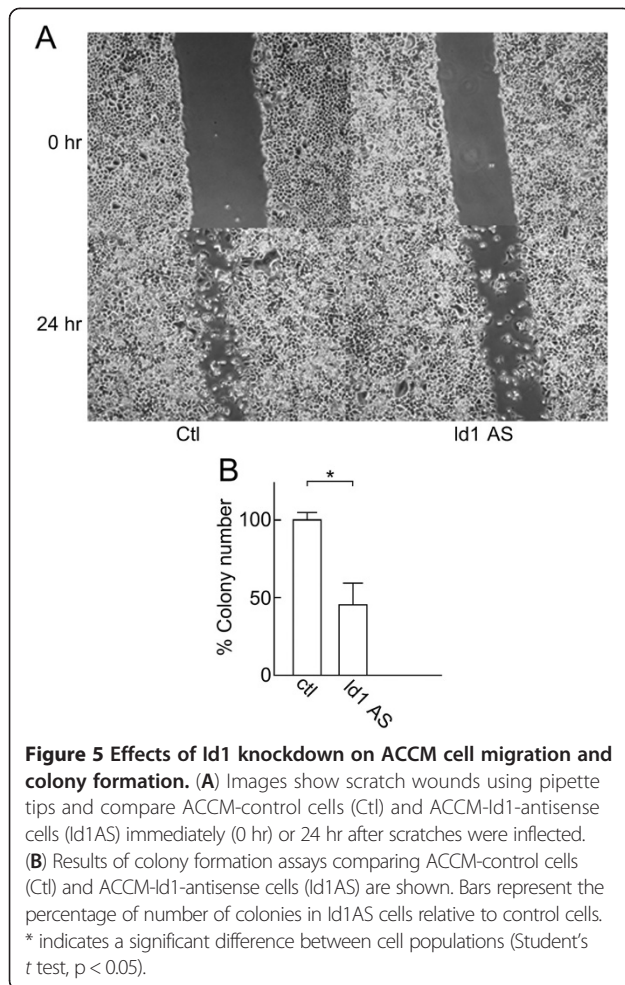 A
0 hr
24 hr
Ctl
Id1 AS
B
*
% Colony number
100
50
0
ctl
Id1 AS
Figure 5 Effects of Id1 knockdown on ACCM cell migration and
colony formation. (A) Images show scratch wounds using pipette
tips and compare ACCM-control cells (Ctl) and ACCM-Id1-antisense
cells (Id1AS) immediately (0 hr) or 24 hr after scratches were inflected.
(B) Results of colony formation assays comparing ACCM-control cells
(Ctl) and ACCM-Id1-antisense cells (Id1AS) are shown. Bars represent the
percentage of number of colonies in Id1AS cells relative to control cells.
* indicates a significant difference between cell populations (Student's
t test, p < 0.05).